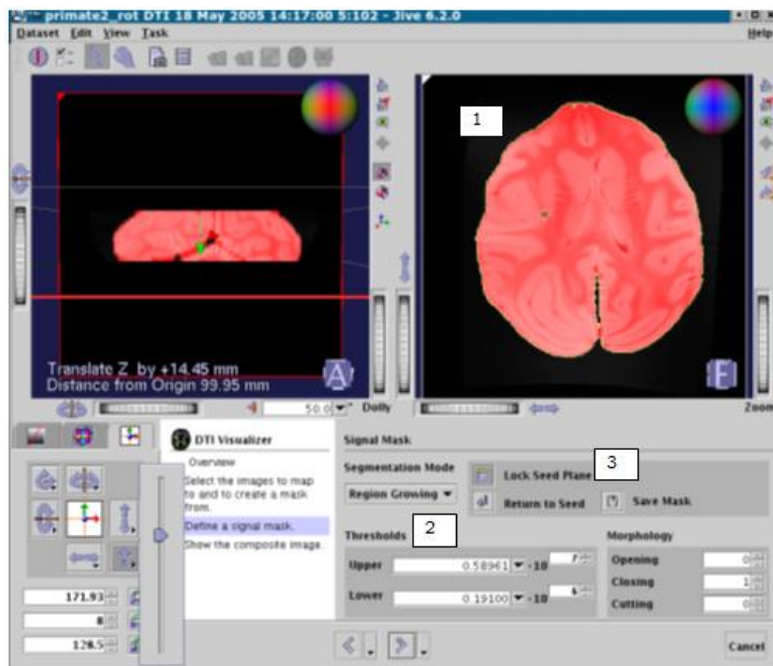 primate2_rot DTI 18 May 2005 14:17:00 5:102 - Jive 6.2.0
Dataset Edit View Task Help
1
Translate Z by +14.45 mm
Distance from Origin 99.95 mm
A
F
50.0 Dolly
Zoom
DTI Visualizer
Overview
Select the images to map
to and to create a mask
from.
Define a signal mask.
Show the composite image.
Signal Mask
Segmentation Mode
Region Growing
Lock Seed Plane
3
Return to Seed
Save Mask
Thresholds
2
Upper 0.58961 10 7
Lower 0.19100 10 6
Morphology
Opening 0
Closing 1
Cutting 0
171.93
8
128.5
Cancel